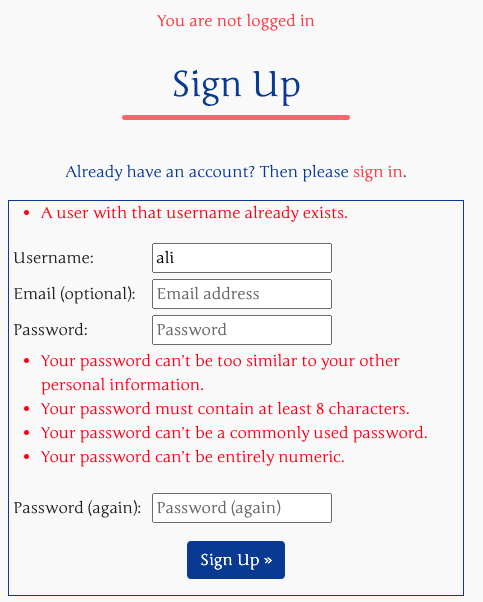 You are not logged in
Sign Up
Already have an account? Then please sign in.
• A user with that username already exists.
Username: ali
Email (optional): Email address
Password: Password
• Your password can't be too similar to your other
personal information.
• Your password must contain at least 8 characters.
• Your password can't be a commonly used password.
• Your password can't be entirely numeric.
Password (again): Password (again)
Sign Up »